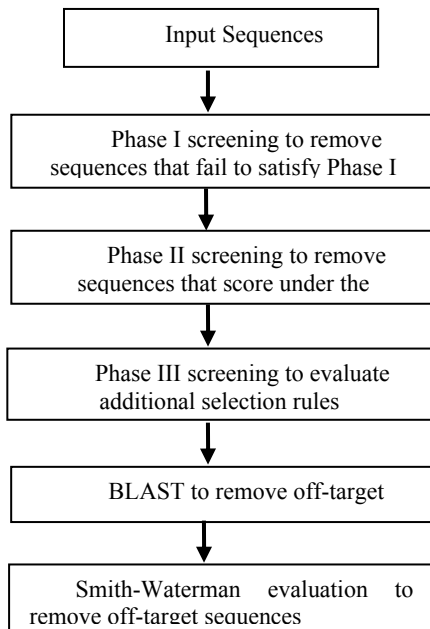 Input Sequences
Phase I screening to remove
sequences that fail to satisfy Phase I
Phase II screening to remove
sequences that score under the
Phase III screening to evaluate
additional selection rules
BLAST to remove off-target
Smith-Waterman evaluation to
remove off-target sequences